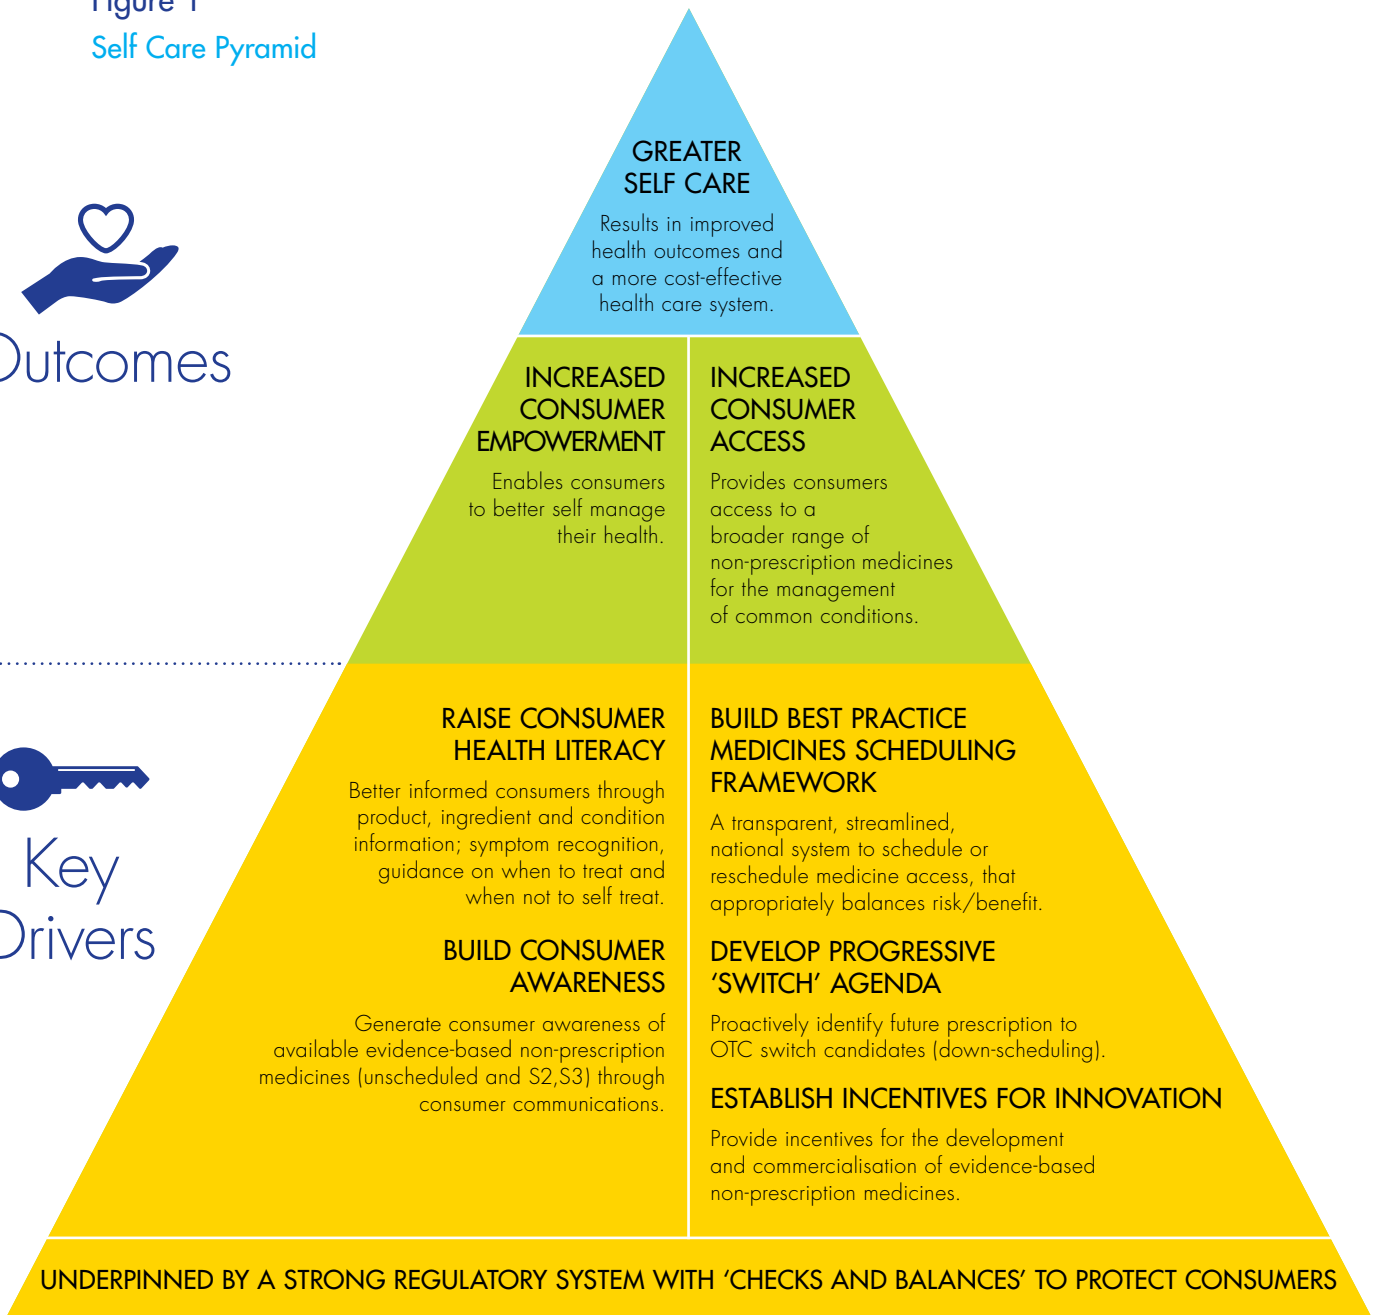 Figure 1
Self Care Pyramid
GREATER
SELF CARE
Results in improved
health outcomes and
a more cost-effective
health care system.
Outcomes
INCREASED
CONSUMER
EMPOWERMENT
Enables consumers
to better self manage
their health.
INCREASED
CONSUMER
ACCESS
Provides consumers
access to a
broader range of
non-prescription medicines
for the management
of common conditions.
Key
Drivers
RAISE CONSUMER
HEALTH LITERACY
Better informed consumers through
product, ingredient and condition
information; symptom recognition,
guidance on when to treat and
when not to self treat.
BUILD CONSUMER
AWARENESS
Generate consumer awareness of
available evidence-based non-prescription
medicines (unscheduled and S2,S3) through
consumer communications.
BUILD BEST PRACTICE
MEDICINES SCHEDULING
FRAMEWORK
A transparent, streamlined,
national system to schedule or
reschedule medicine access, that
appropriately balances risk/benefit.
DEVELOP PROGRESSIVE
‘SWITCH’ AGENDA
Proactively identify future prescription to
OTC switch candidates (down-scheduling).
ESTABLISH INCENTIVES FOR INNOVATION
Provide incentives for the development
and commercialisation of evidence-based
non-prescription medicines.
UNDERPINNED BY A STRONG REGULATORY SYSTEM WITH ‘CHECKS AND BALANCES’ TO PROTECT CONSUMERS